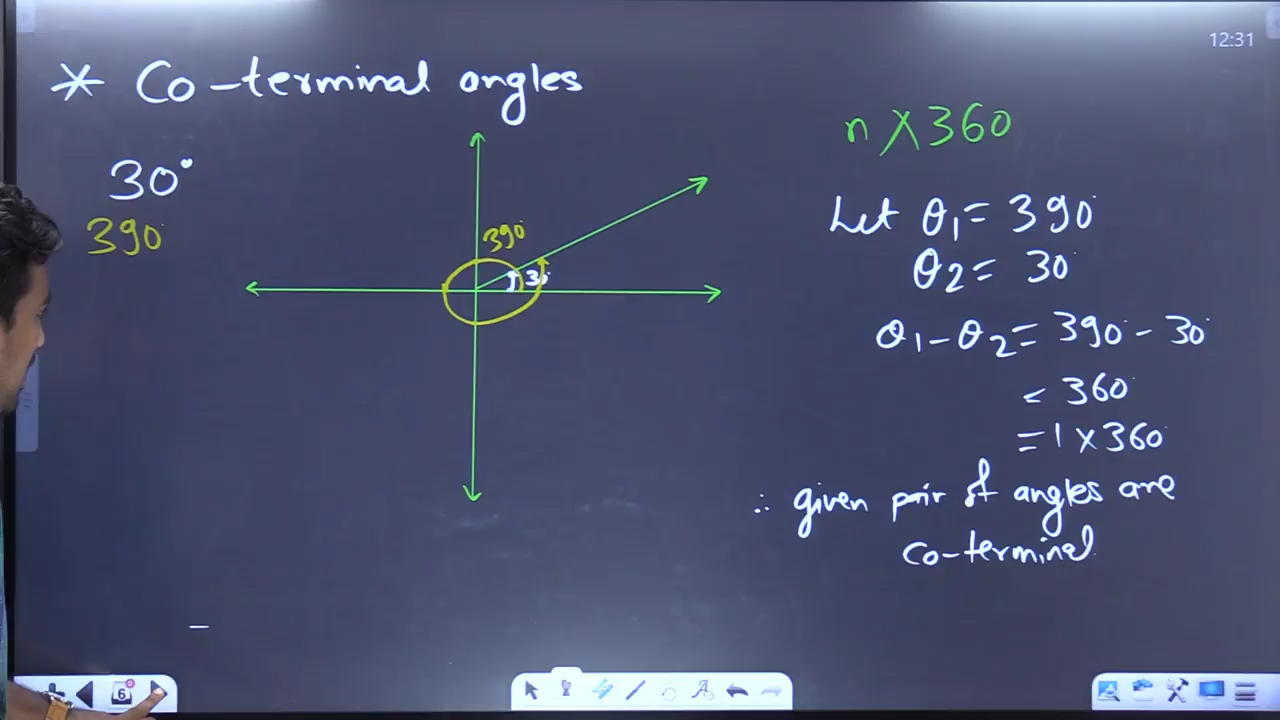 12:31
* Co-terminal angles
n X 360
30°
390°
Let θ1 = 390°
θ2 = 30°
390°
30°
θ1 - θ2 = 390° - 30°
= 360°
= 1 × 360°
∴ given pair of angles are
Co-terminal
6